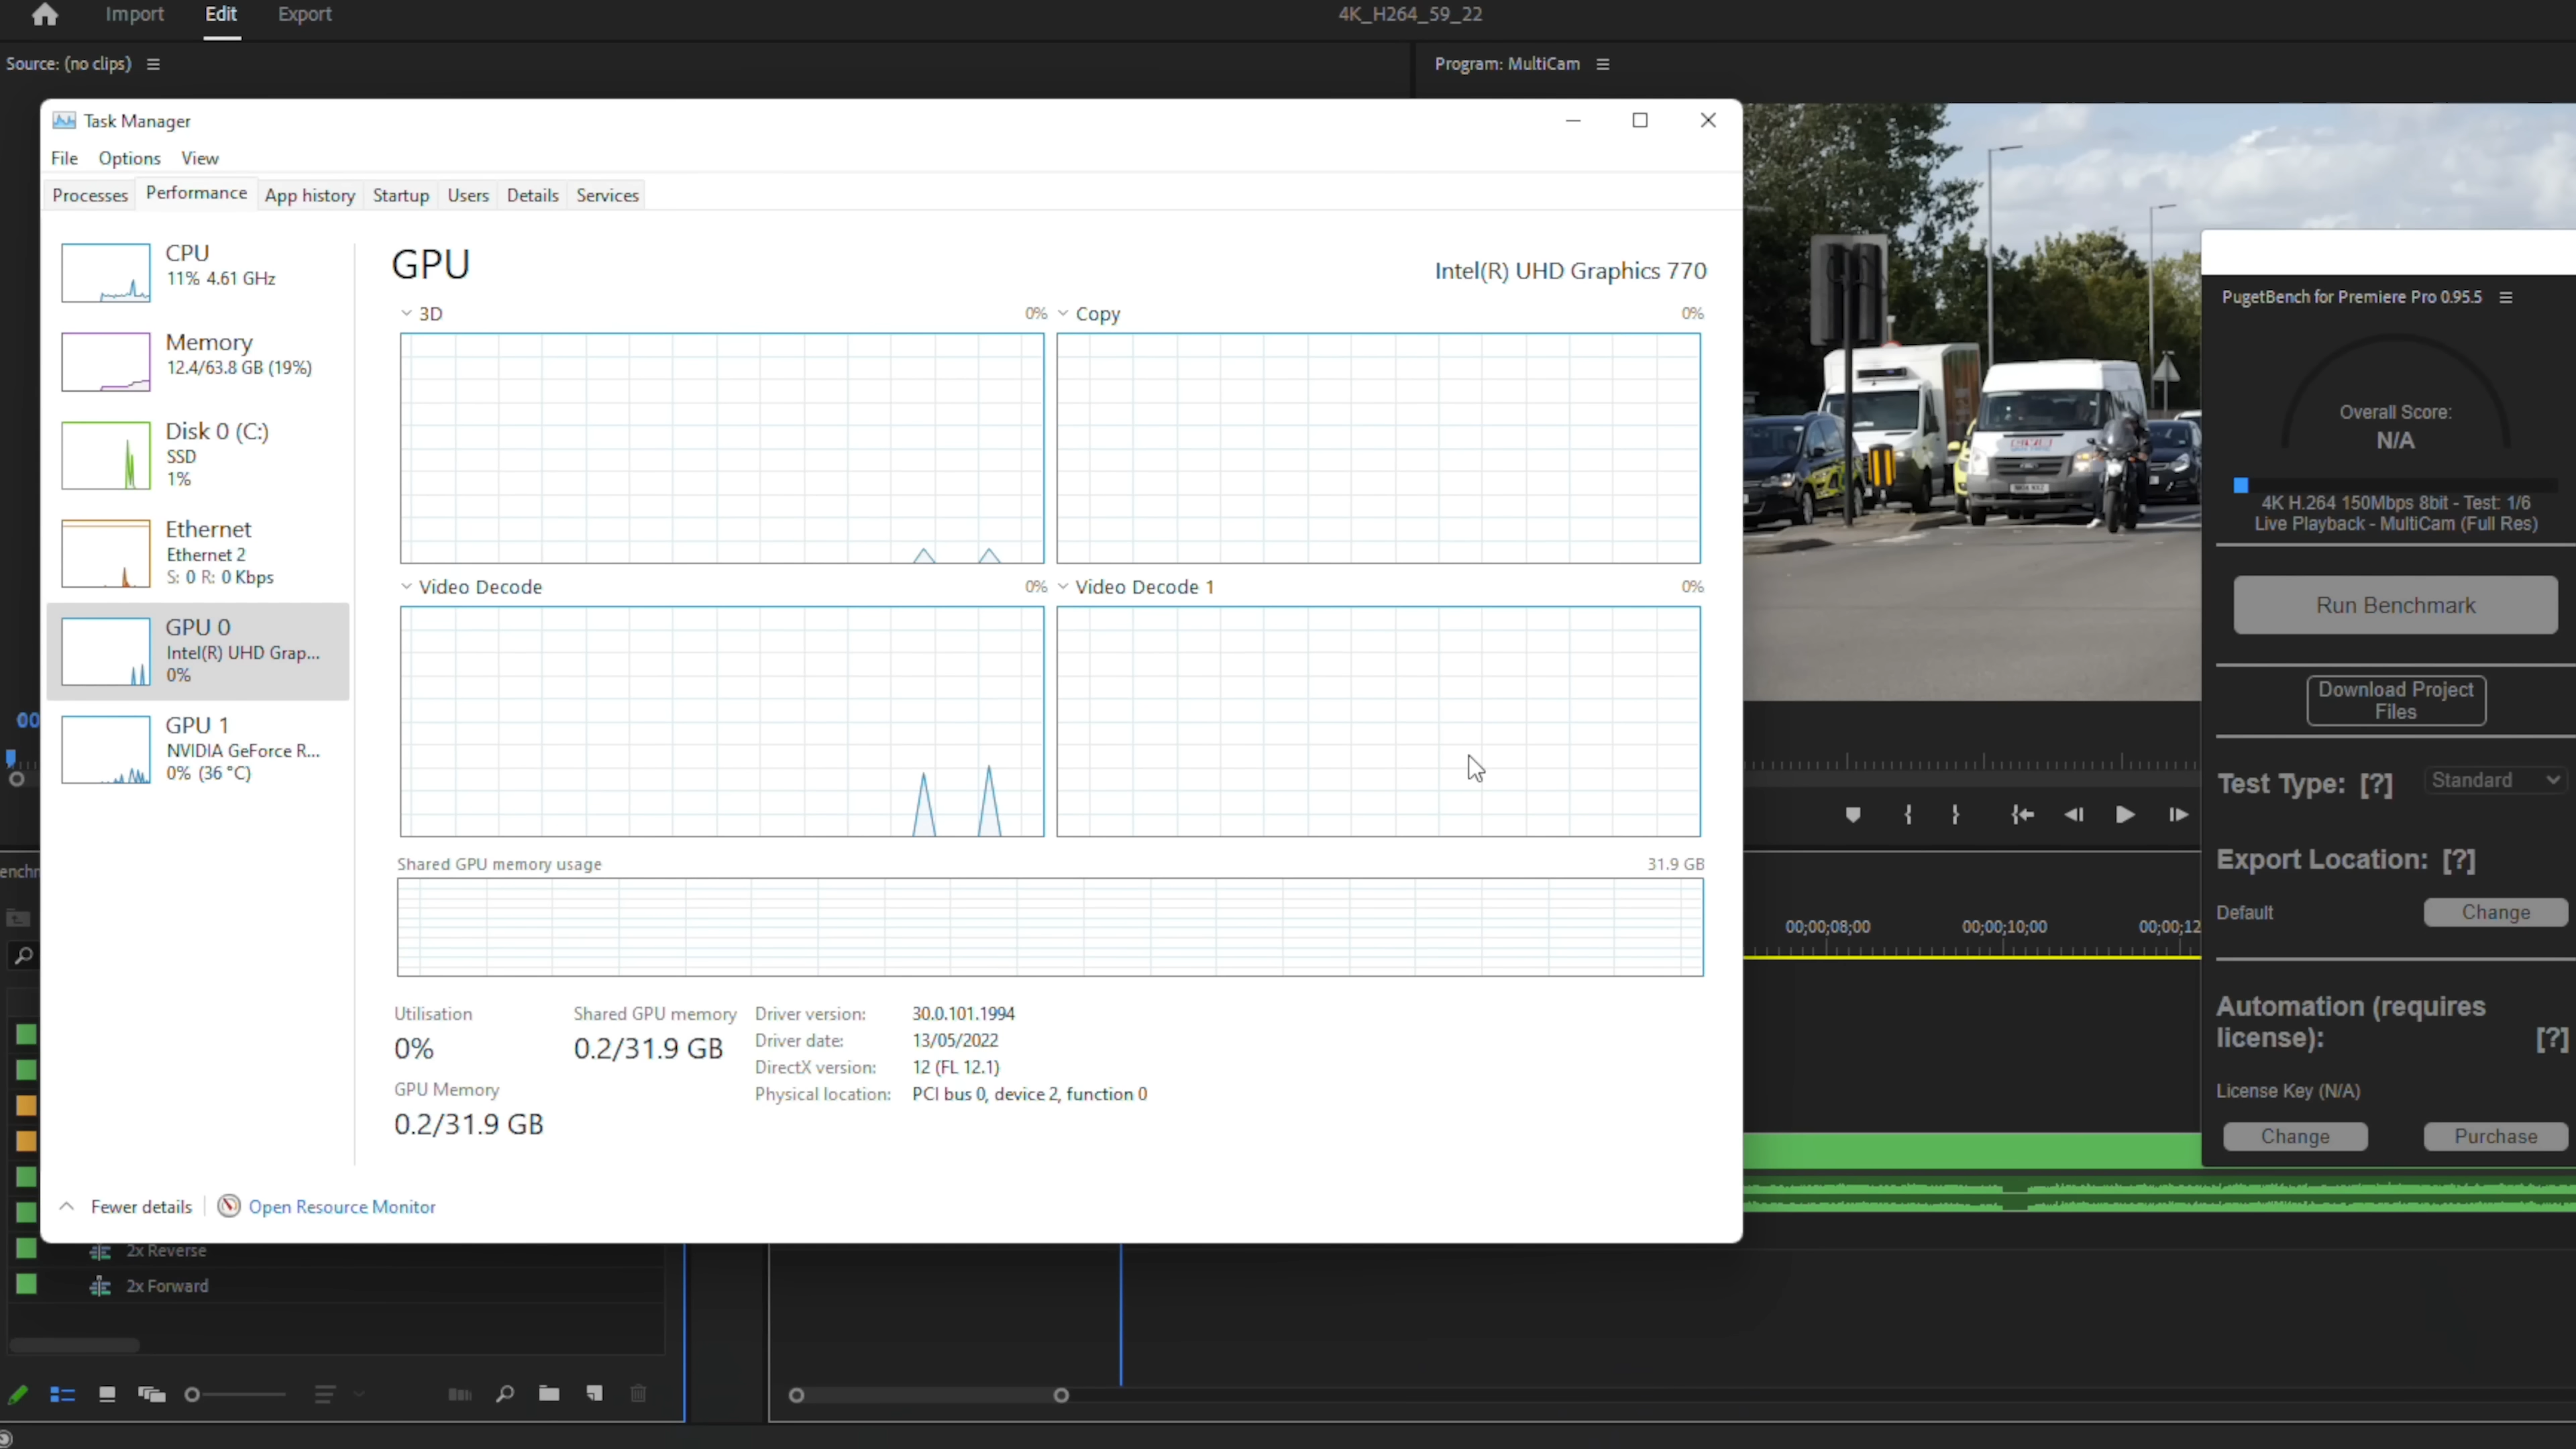 Import Edit Export
4K_H264_59_22
Source: (no clips)
Program: MultiCam
Task Manager
File Options View
Processes Performance App history Startup Users Details Services
CPU
11% 4.61 GHz
Memory
12.4/63.8 GB (19%)
Disk 0 (C:)
SSD
1%
Ethernet
Ethernet 2
S: 0 R: 0 Kbps
GPU 0
Intel(R) UHD Grap...
0%
GPU 1
NVIDIA GeForce R...
0% (36 °C)
GPU
Intel(R) UHD Graphics 770
3D 0%
Copy 0%
Video Decode 0%
Video Decode 1 0%
Shared GPU memory usage 31.9 GB
Utilisation
0%
Shared GPU memory
0.2/31.9 GB
GPU Memory
0.2/31.9 GB
Driver version: 30.0.101.1994
Driver date: 13/05/2022
DirectX version: 12 (FL 12.1)
Physical location: PCI bus 0, device 2, function 0
Fewer details
Open Resource Monitor
00
2x Reverse
2x Forward
00;00;08;00 00;00;10;00 00;00;12
PugetBench for Premiere Pro 0.95.5
Overall Score:
N/A
4K H.264 150Mbps 8bit - Test: 1/6
Live Playback - MultiCam (Full Res)
Run Benchmark
Download Project
Files
Test Type: [?] Standard
Export Location: [?]
Default Change
Automation (requires
license): [?]
License Key (N/A)
Change Purchase